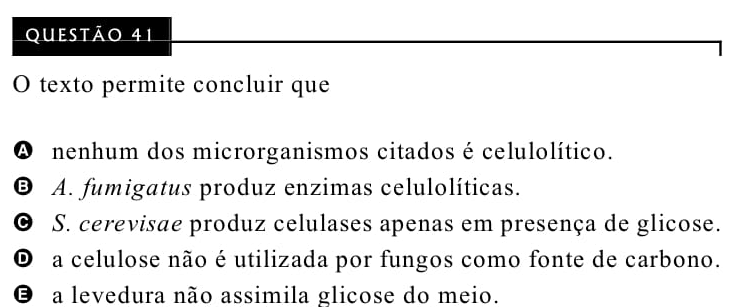 QUESTÃO 41
O texto permite concluir que
A nenhum dos microrganismos citados é celulolítico.
B A. fumigatus produz enzimas celulolíticas.
C S. cerevisae produz celulases apenas em presença de glicose.
D a celulose não é utilizada por fungos como fonte de carbono.
E a levedura não assimila glicose do meio.